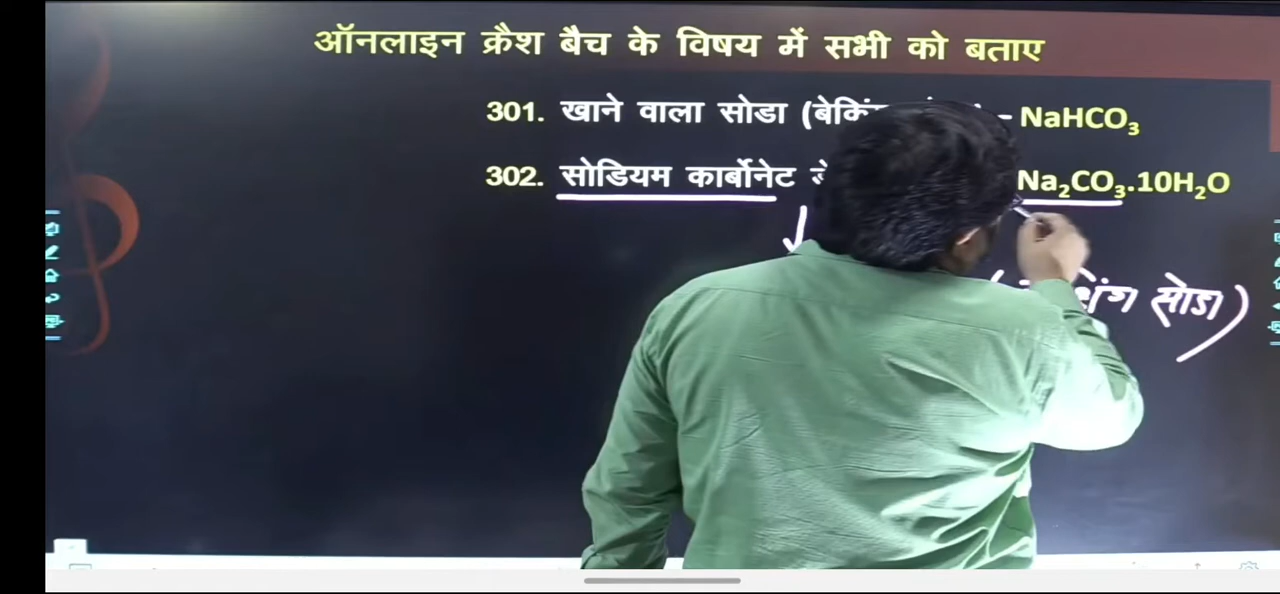 ऑनलाइन क्रैश बैच के विषय में सभी को बताए
301. खाने वाला सोडा - NaHCO₃
302. सोडियम कार्बोनेट Na₂CO₃.10H₂O
सोडा)